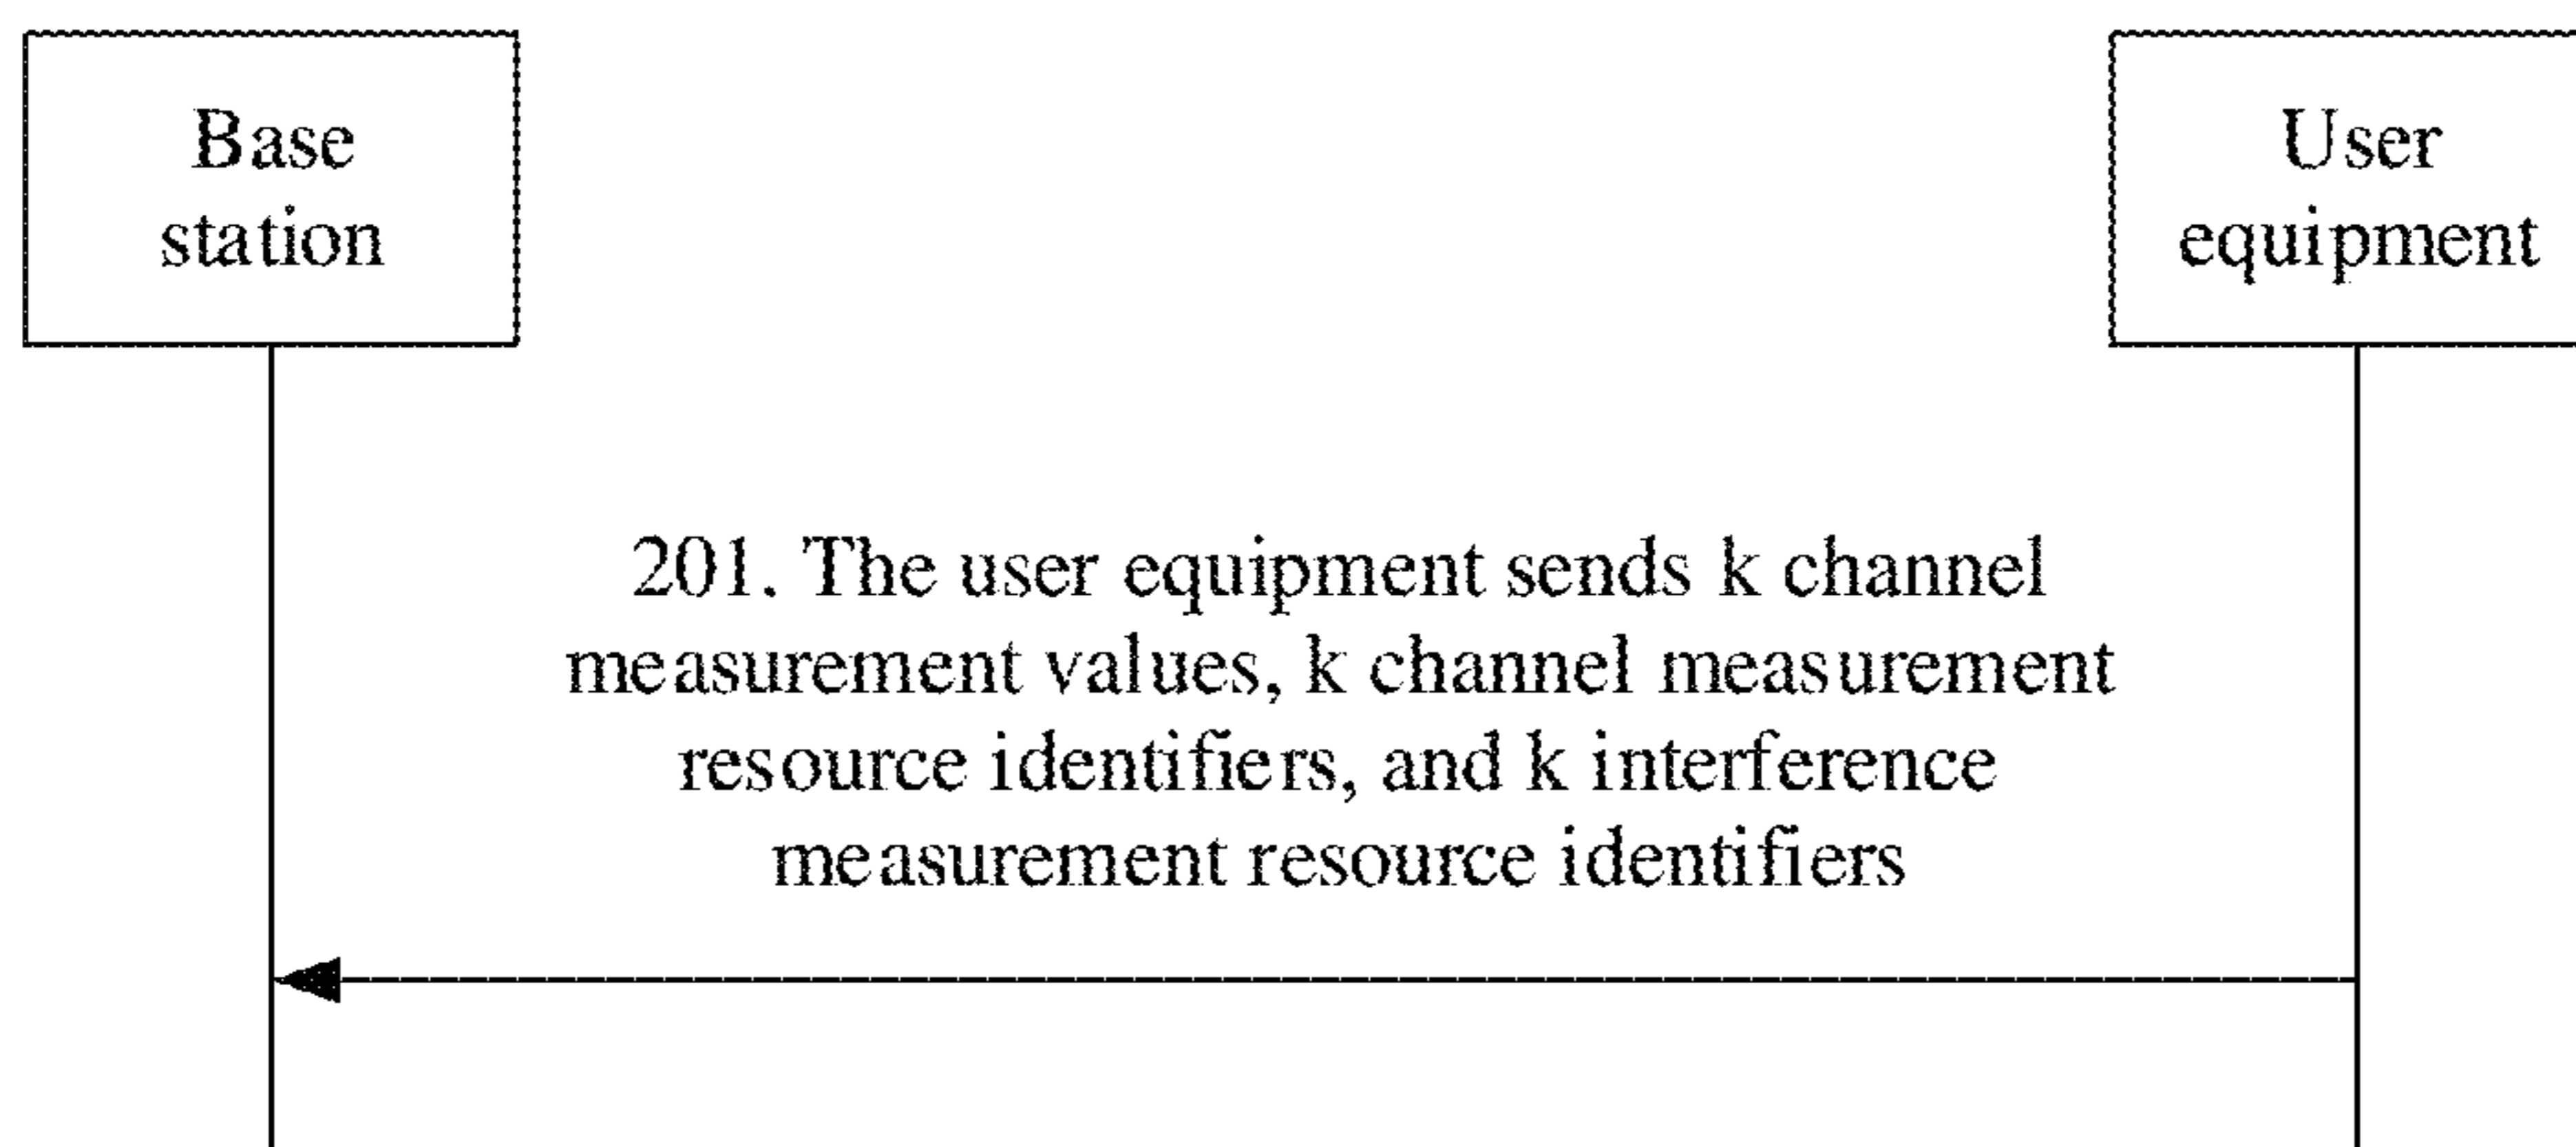 Base
station
User
equipment
201. The user equipment sends k channel
measurement values, k channel measurement
resource identifiers, and k interference
measurement resource identifiers